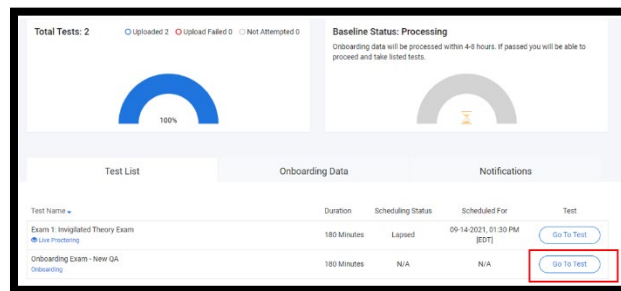 Total Tests: 2
Uploaded 2 Upload Failed 0 Not Attempted 0
100%
Baseline Status: Processing
Onboarding data will be processed within 4-8 hours. If passed you will be able to
proceed and take listed tests.
Test List Onboarding Data Notifications
Test Name Duration Scheduling Status Scheduled For Test
Exam 1: Invigilated Theory Exam
Live Proctoring
180 Minutes Lapsed 09-14-2021, 01:30 PM
[EDT]
Go To Test
Onboarding Exam - New QA
Onboarding
180 Minutes N/A N/A Go To Test